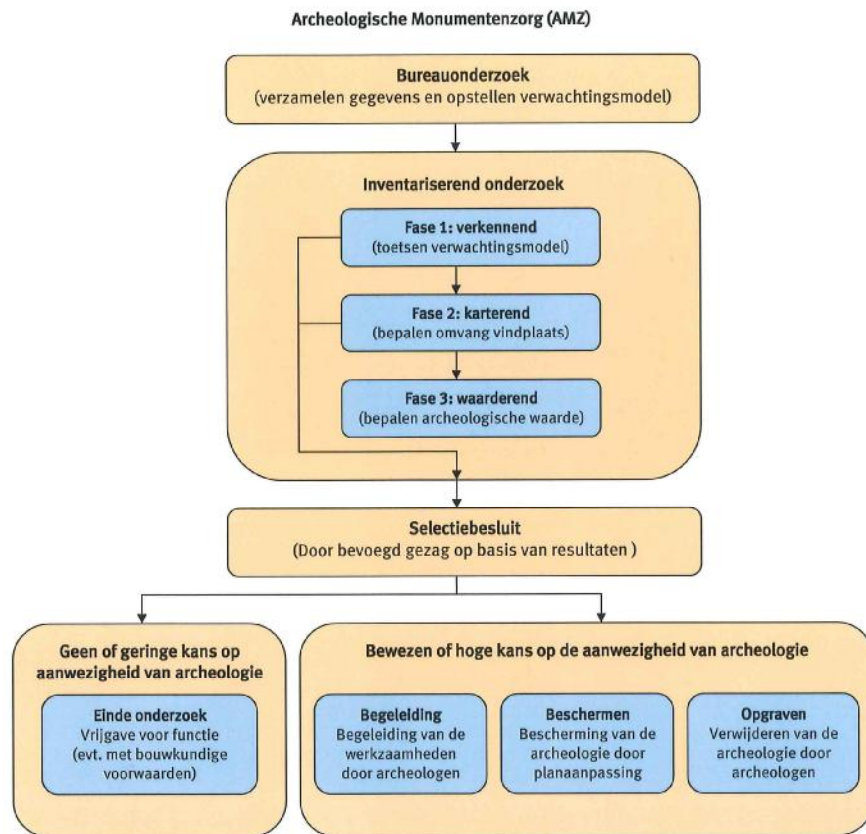 Archeologische Monumentenzorg (AMZ)
Bureauonderzoek
(verzamelen gegevens en opstellen verwachtingsmodel)
Inventariserend onderzoek
Fase 1: verkennend
(toetsen verwachtingsmodel)
Fase 2: karterend
(bepalen omvang vindplaats)
Fase 3: waarderend
(bepalen archeologische waarde)
Selectiebesluit
(Door bevoegd gezag op basis van resultaten )
Geen of geringe kans op
aanwezigheid van archeologie
Einde onderzoek
Vrijgave voor functie
(evt. met bouwkundige
voorwaarden)
Bewezen of hoge kans op de aanwezigheid van archeologie
Begeleiding
Begeleiding van de
werkzaamheden
door archeologen
Beschermen
Bescherming van de
archeologie door
planaanpassing
Opgraven
Verwijderen van de
archeologie door
archeologen